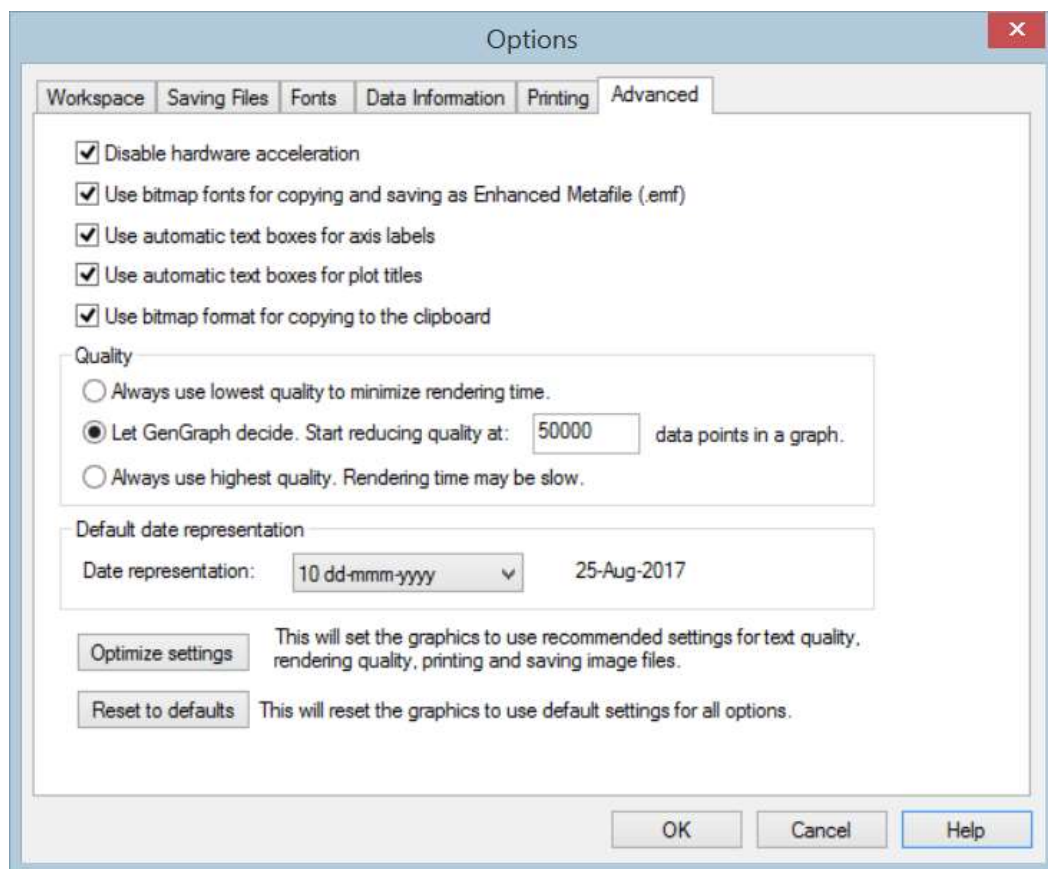 Options
Workspace Saving Files Fonts Data Information Printing Advanced
Disable hardware acceleration
Use bitmap fonts for copying and saving as Enhanced Metafile (.emf)
Use automatic text boxes for axis labels
Use automatic text boxes for plot titles
Use bitmap format for copying to the clipboard
Quality
Always use lowest quality to minimize rendering time.
Let GenGraph decide. Start reducing quality at: 50000 data points in a graph.
Always use highest quality. Rendering time may be slow.
Default date representation
Date representation: 10 dd-mmm-yyyy 25-Aug-2017
Optimize settings
This will set the graphics to use recommended settings for text quality,
rendering quality, printing and saving image files.
Reset to defaults This will reset the graphics to use default settings for all options.
OK Cancel Help